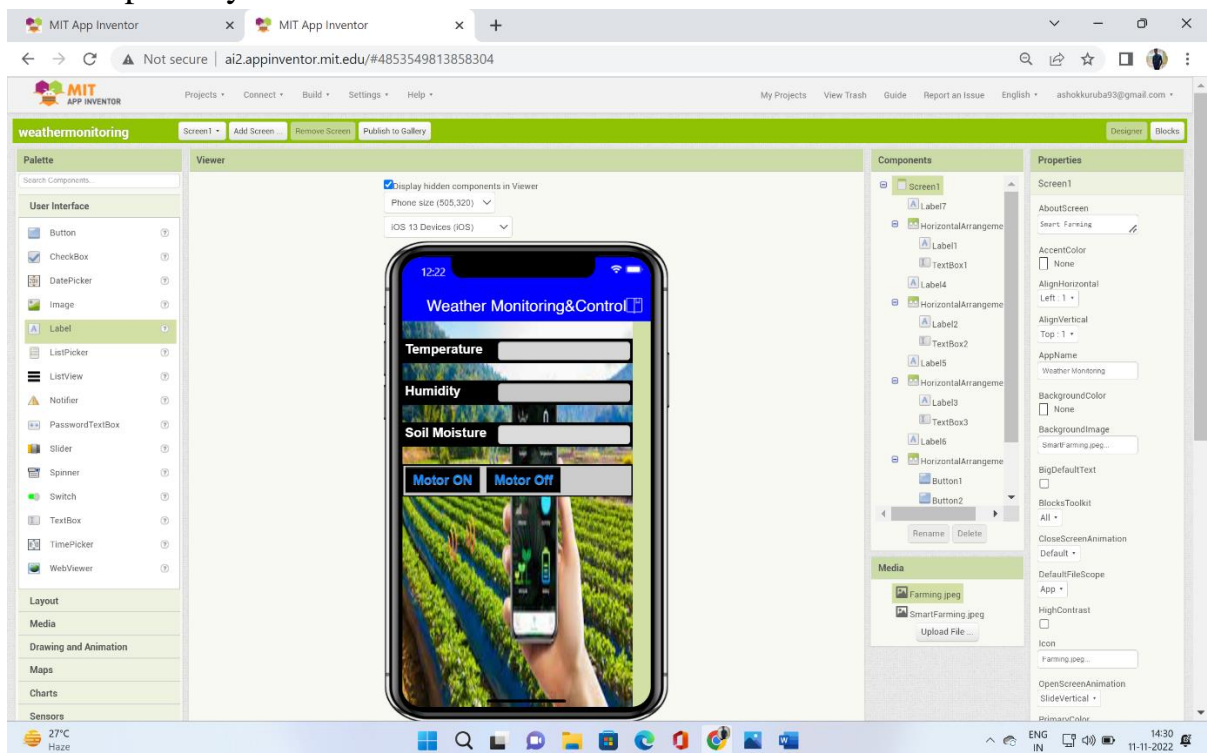 MIT App Inventor
MIT App Inventor
Not secure | ai2.appinventor.mit.edu/#4853549813858304
MIT APP INVENTOR
Projects Connect Build Settings Help My Projects View Trash Guide Report an Issue English ashokkuruba93@gmail.com
weathermonitoring Screen1 Add Screen ... Remove Screen Publish to Gallery Designer Blocks
Palette
Search Components...
User Interface
Button
CheckBox
DatePicker
Image
Label
ListPicker
ListView
Notifier
PasswordTextBox
Slider
Spinner
Switch
TextBox
TimePicker
WebViewer
Layout
Media
Drawing and Animation
Maps
Charts
Sensors
Viewer
Display hidden components in Viewer
Phone size (505,320)
iOS 13 Devices (iOS)
12:22
Weather Monitoring&Control
Temperature
Humidity
Soil Moisture
Motor ON Motor Off
Components
Screen1
Label7
HorizontalArrangeme
Label1
TextBox1
Label4
HorizontalArrangeme
Label2
TextBox2
Label5
HorizontalArrangeme
Label3
TextBox3
Label6
HorizontalArrangeme
Button1
Button2
Rename Delete
Media
Farming.jpeg
SmartFarming.jpeg
Upload File ...
Properties
Screen1
AboutScreen
Smart Farming
AccentColor
None
AlignHorizontal
Left : 1
AlignVertical
Top : 1
AppName
Weather Monitoring
BackgroundColor
None
BackgroundImage
SmartFarming.jpeg...
BigDefaultText
BlocksToolkit
All
CloseScreenAnimation
Default
DefaultFileScope
App
HighContrast
Icon
Farming.jpeg...
OpenScreenAnimation
SlideVertical
PrimaryColor
27°C
Haze
ENG
IN
14:30
11-11-2022